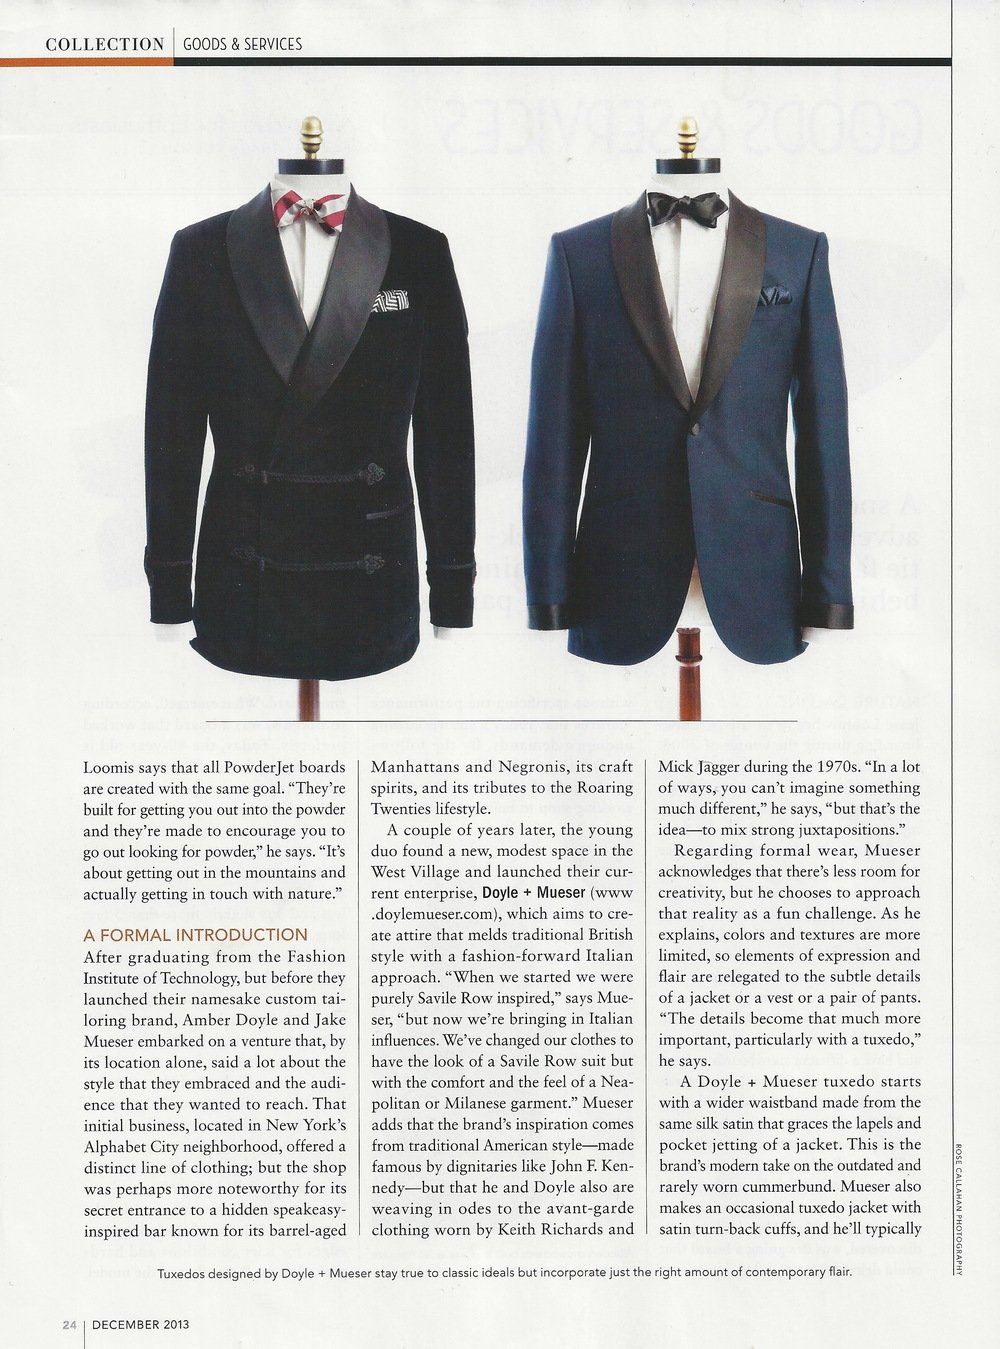 COLLECTION GOODS & SERVICES
Loomis says that all PowderJet boards
are created with the same goal. “They’re
built for getting you out into the powder
and they’re made to encourage you to
go out looking for powder,” he says. “It’s
about getting out in the mountains and
actually getting in touch with nature.”
A FORMAL INTRODUCTION
After graduating from the Fashion
Institute of Technology, but before they
launched their namesake custom tai-
loring brand, Amber Doyle and Jake
Mueser embarked on a venture that, by
its location alone, said a lot about the
style that they embraced and the audi-
ence that they wanted to reach. That
initial business, located in New York’s
Alphabet City neighborhood, offered a
distinct line of clothing; but the shop
was perhaps more noteworthy for its
secret entrance to a hidden speakeasy-
inspired bar known for its barrel-aged
Manhattans and Negronis, its craft
spirits, and its tributes to the Roaring
Twenties lifestyle.
A couple of years later, the young
duo found a new, modest space in the
West Village and launched their cur-
rent enterprise, Doyle + Mueser (www
.doylemueser.com), which aims to cre-
ate attire that melds traditional British
style with a fashion-forward Italian
approach. “When we started we were
purely Savile Row inspired,” says Mue-
ser, “but now we’re bringing in Italian
influences. We’ve changed our clothes to
have the look of a Savile Row suit but
with the comfort and the feel of a Nea-
politan or Milanese garment.” Mueser
adds that the brand’s inspiration comes
from traditional American style—made
famous by dignitaries like John F. Ken-
nedy—but that he and Doyle also are
weaving in odes to the avant-garde
clothing worn by Keith Richards and
Mick Jagger during the 1970s. “In a lot
of ways, you can’t imagine something
much different,” he says, “but that’s the
idea—to mix strong juxtapositions.”
Regarding formal wear, Mueser
acknowledges that there’s less room for
creativity, but he chooses to approach
that reality as a fun challenge. As he
explains, colors and textures are more
limited, so elements of expression and
flair are relegated to the subtle details
of a jacket or a vest or a pair of pants.
“The details become that much more
important, particularly with a tuxedo,”
he says.
A Doyle + Mueser tuxedo starts
with a wider waistband made from the
same silk satin that graces the lapels and
pocket jetting of a jacket. This is the
brand’s modern take on the outdated and
rarely worn cummerbund. Mueser also
makes an occasional tuxedo jacket with
satin turn-back cuffs, and he’ll typically
ROSE CALLAHAN PHOTOGRAPHY
Tuxedos designed by Doyle + Mueser stay true to classic ideals but incorporate just the right amount of contemporary flair.
24 DECEMBER 2013